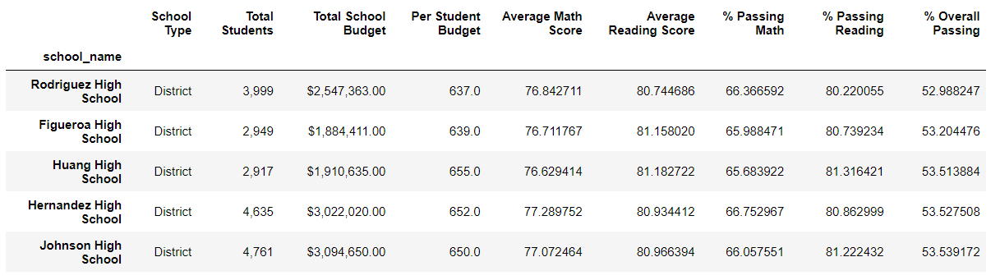 School Type Total Students Total School Budget Per Student Budget Average Math Score Average Reading Score % Passing Math % Passing Reading % Overall Passing
school_name
Rodriguez High School District 3,999 $2,547,363.00 637.0 76.842711 80.744686 66.366592 80.220055 52.988247
Figueroa High School District 2,949 $1,884,411.00 639.0 76.711767 81.158020 65.988471 80.739234 53.204476
Huang High School District 2,917 $1,910,635.00 655.0 76.629414 81.182722 65.683922 81.316421 53.513884
Hernandez High School District 4,635 $3,022,020.00 652.0 77.289752 80.934412 66.752967 80.862999 53.527508
Johnson High School District 4,761 $3,094,650.00 650.0 77.072464 80.966394 66.057551 81.222432 53.539172